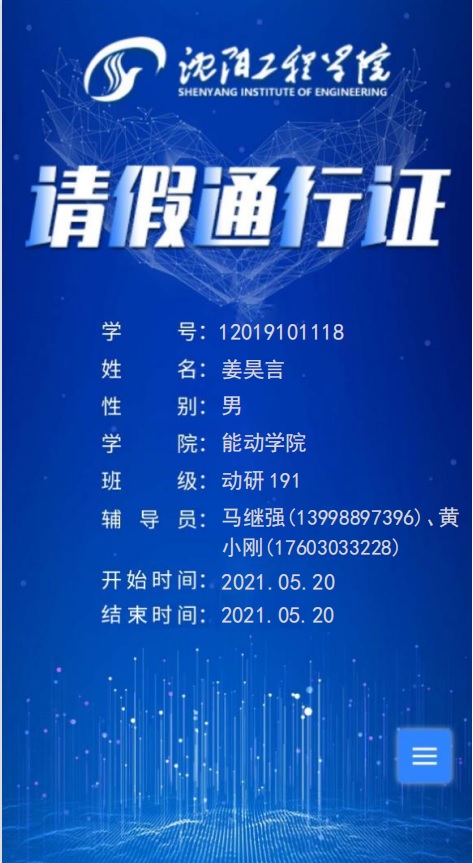 沈阳工程学院
SHENYANG INSTITUTE OF ENGINEERING
请假通行证
学 号：12019101118
姓 名：姜昊言
性 别：男
学 院：能动学院
班 级：动研191
辅 导 员：马继强(13998897396)、黄
小刚(17603033228)
开始时间：2021.05.20
结束时间：2021.05.20